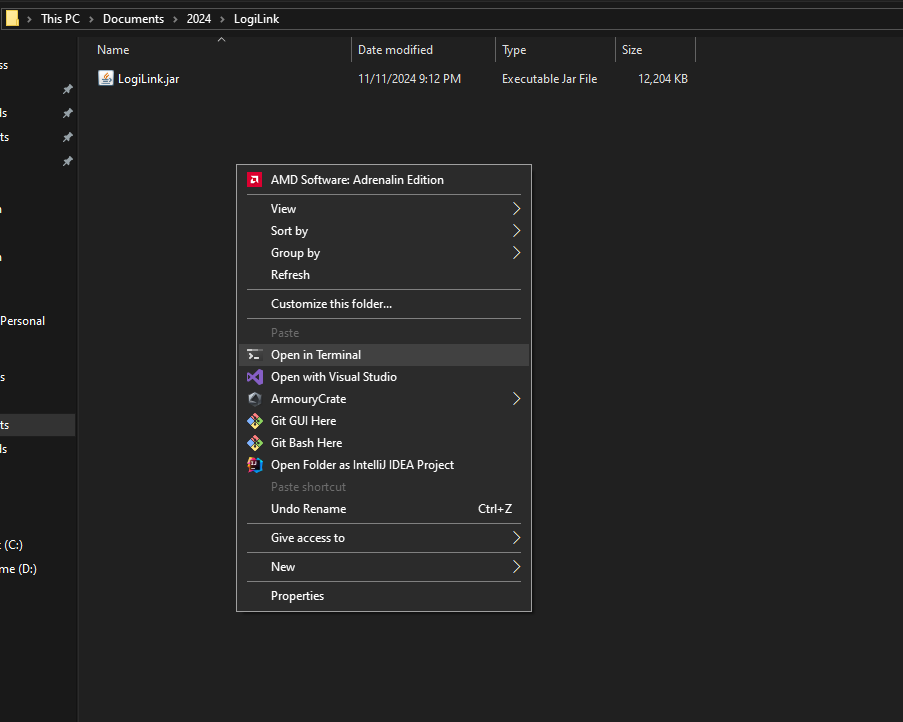 This PC > Documents > 2024 > LogiLink
Name Date modified Type Size
LogiLink.jar 11/11/2024 9:12 PM Executable Jar File 12,204 KB
ss
ls
ts
Personal
s
ts
ls
(C:)
me (D:)
AMD Software: Adrenalin Edition
View
Sort by
Group by
Refresh
Customize this folder...
Paste
Open in Terminal
Open with Visual Studio
ArmouryCrate
Git GUI Here
Git Bash Here
Open Folder as IntelliJ IDEA Project
Paste shortcut
Undo Rename Ctrl+Z
Give access to
New
Properties